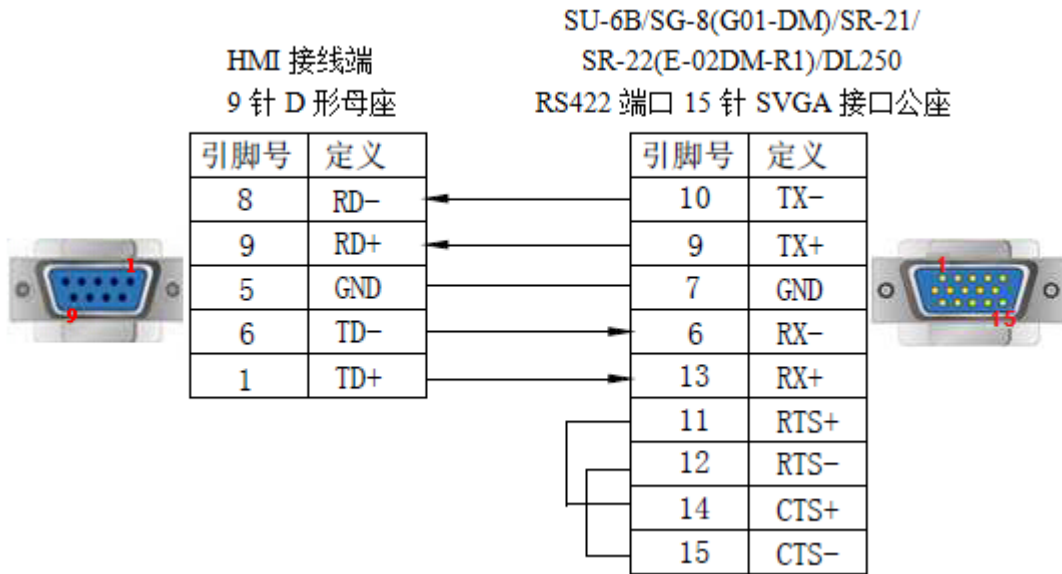 SU-6B/SG-8(G01-DM)/SR-21/
SR-22(E-02DM-R1)/DL250
RS422 端口 15 针 SVGA 接口公座
HMI 接线端
9 针 D 形母座
引脚号 定义
8 RD-
9 RD+
5 GND
6 TD-
1 TD+
引脚号 定义
10 TX-
9 TX+
7 GND
6 RX-
13 RX+
11 RTS+
12 RTS-
14 CTS+
15 CTS-
1
9
1
15